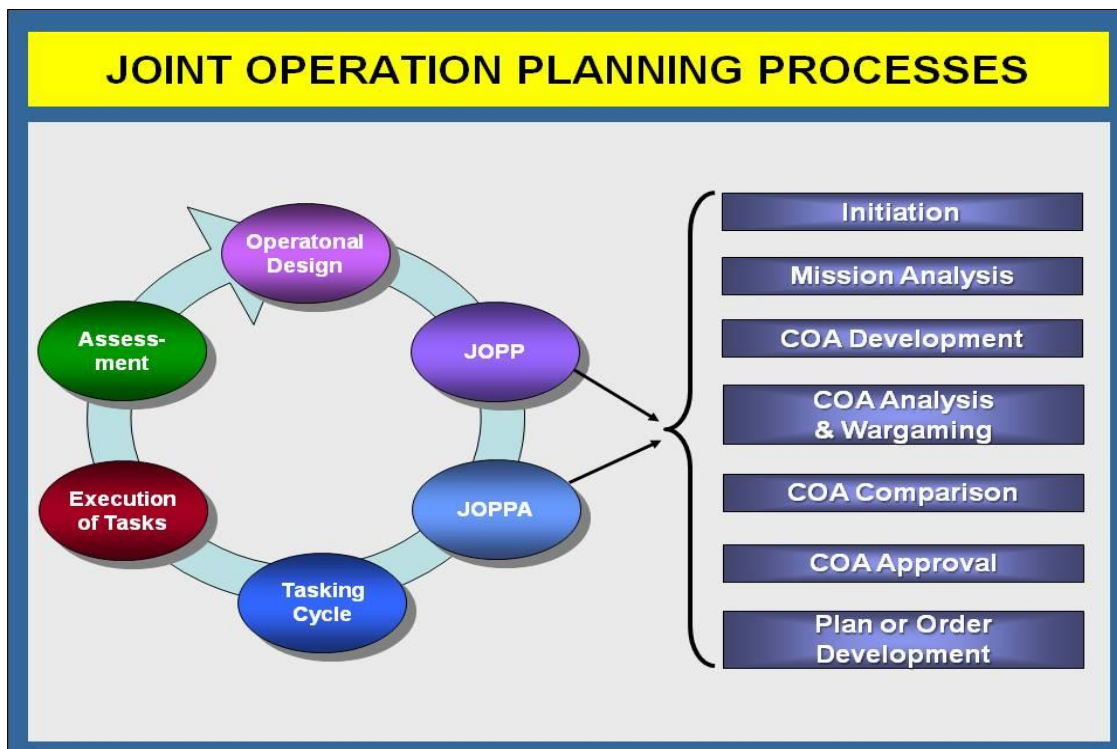 JOINT OPERATION PLANNING PROCESSES
Operatonal
Design
JOPP
JOPPA
Tasking
Cycle
Execution
of Tasks
Assess-
ment
Initiation
Mission Analysis
COA Development
COA Analysis
& Wargaming
COA Comparison
COA Approval
Plan or Order
Development